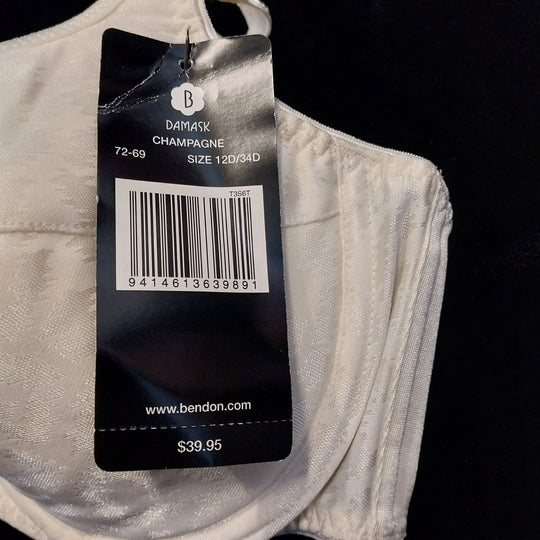 B
DAMASK
CHAMPAGNE
72-69 SIZE 12D/34D
T3S6T
9414613639891
www.bendon.com
$39.95